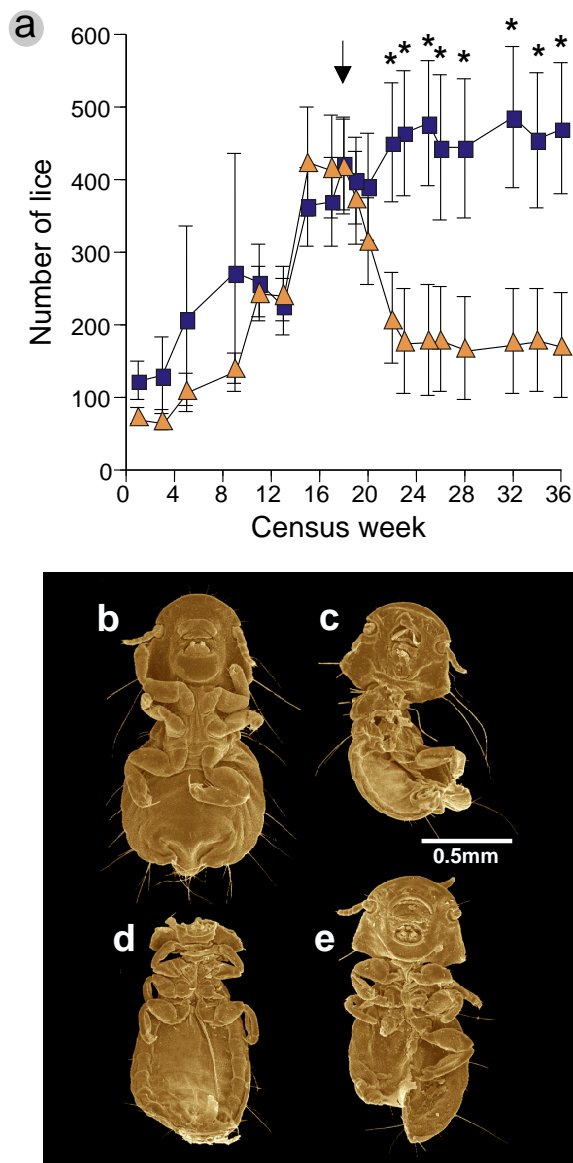 a
600
500
400
300
200
100
0
Number of lice
* * * * * * * *
0 4 8 12 16 20 24 28 32 36
Census week
b
c
0.5mm
d
e